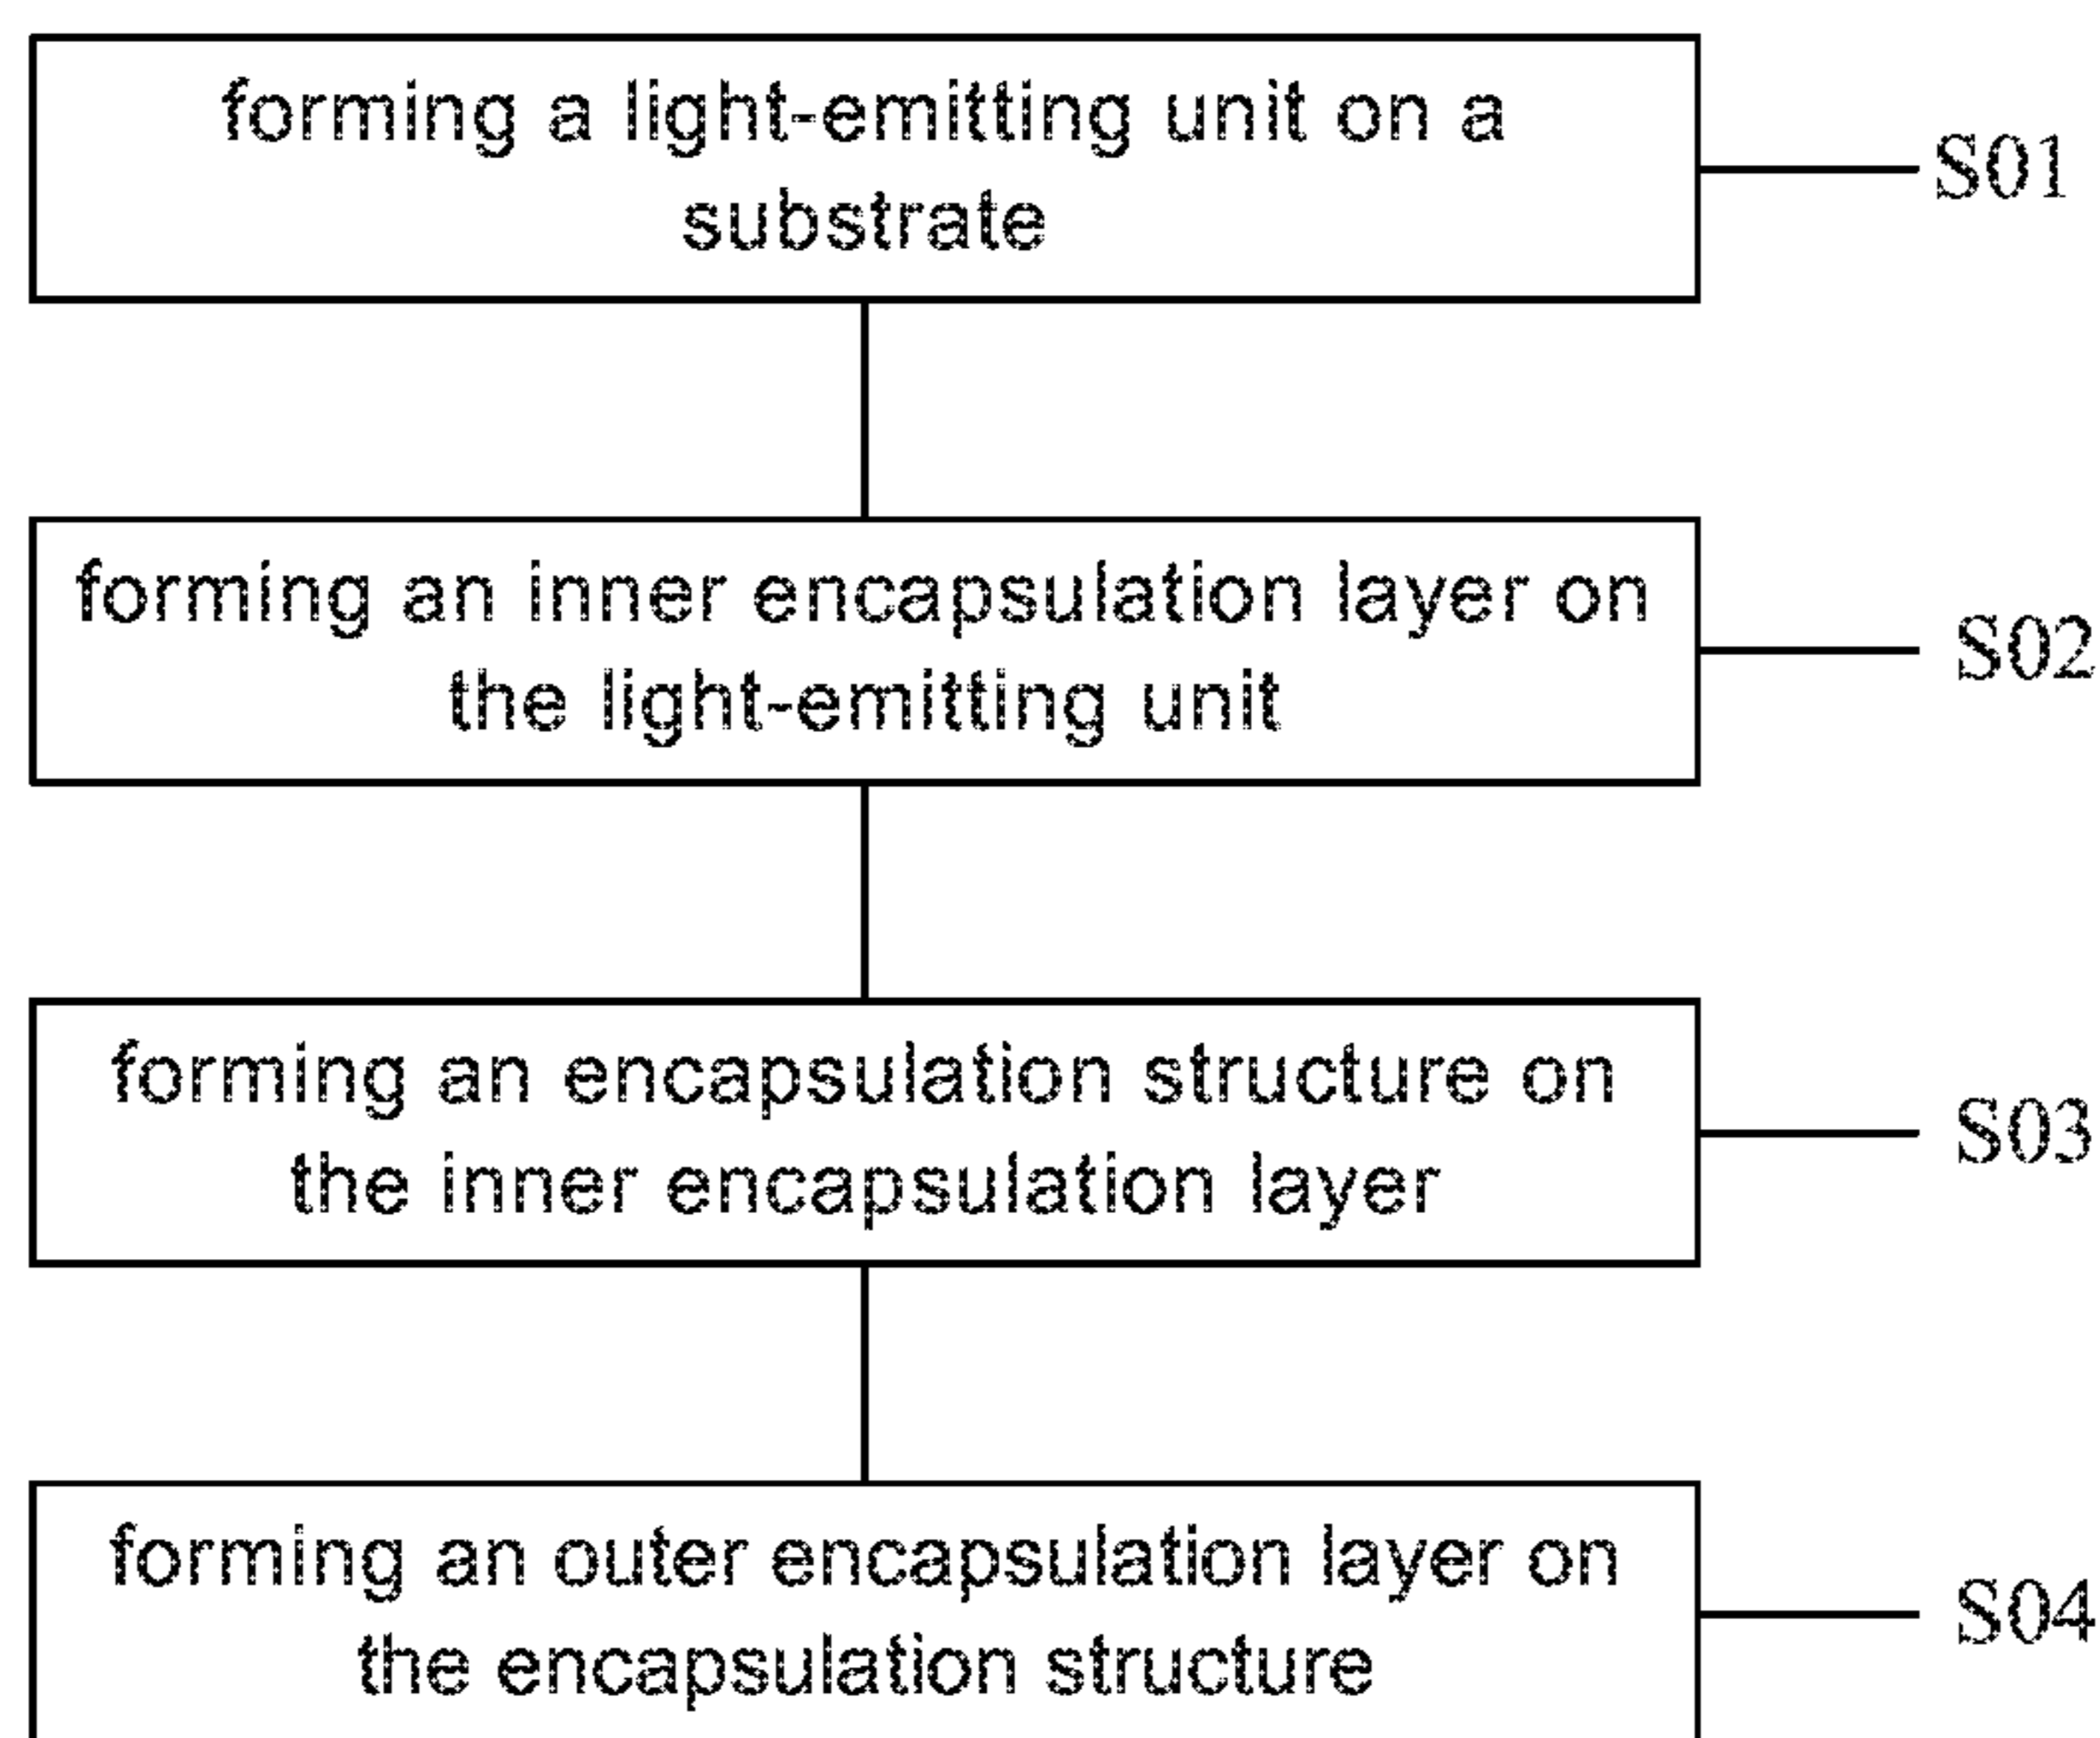 forming a light-emitting unit on a
substrate
S01
forming an inner encapsulation layer on
the light-emitting unit
S02
forming an encapsulation structure on
the inner encapsulation layer
S03
forming an outer encapsulation layer on
the encapsulation structure
S04